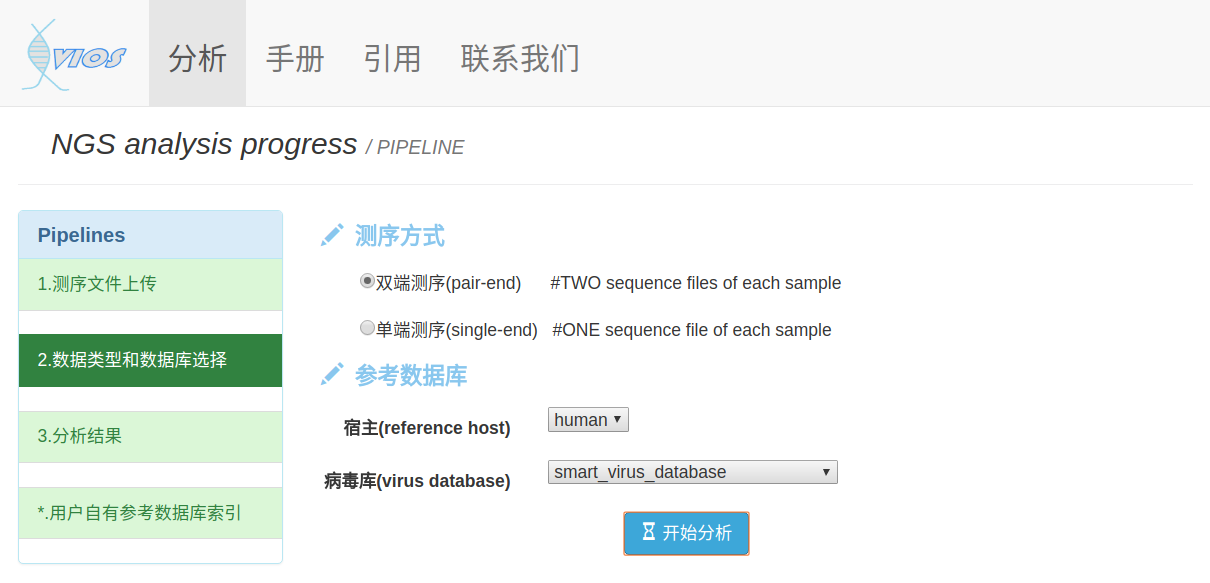 VIOS 分析 手册 引用 联系我们
NGS analysis progress / PIPELINE
Pipelines
1.测序文件上传
2.数据类型和数据库选择
3.分析结果
*.用户自有参考数据库索引
测序方式
双端测序(pair-end) #TWO sequence files of each sample
单端测序(single-end) #ONE sequence file of each sample
参考数据库
宿主(reference host) human
病毒库(virus database) smart_virus_database
开始分析